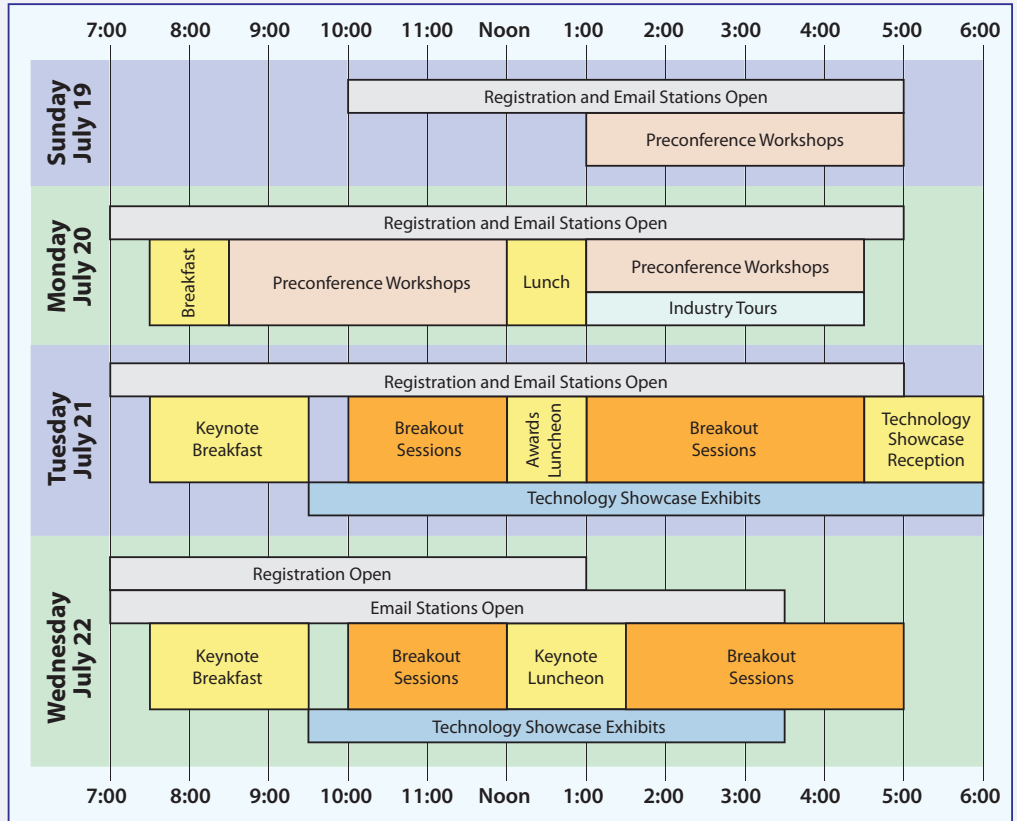 7:00 8:00 9:00 10:00 11:00 Noon 1:00 2:00 3:00 4:00 5:00 6:00
Sunday
July 19
Registration and Email Stations Open
Preconference Workshops
Monday
July 20
Registration and Email Stations Open
Breakfast
Preconference Workshops
Lunch
Preconference Workshops
Industry Tours
Tuesday
July 21
Registration and Email Stations Open
Keynote
Breakfast
Breakout
Sessions
Awards
Luncheon
Breakout
Sessions
Technology
Showcase
Reception
Technology Showcase Exhibits
Wednesday
July 22
Registration Open
Email Stations Open
Keynote
Breakfast
Breakout
Sessions
Keynote
Luncheon
Breakout
Sessions
Technology Showcase Exhibits
7:00 8:00 9:00 10:00 11:00 Noon 1:00 2:00 3:00 4:00 5:00 6:00